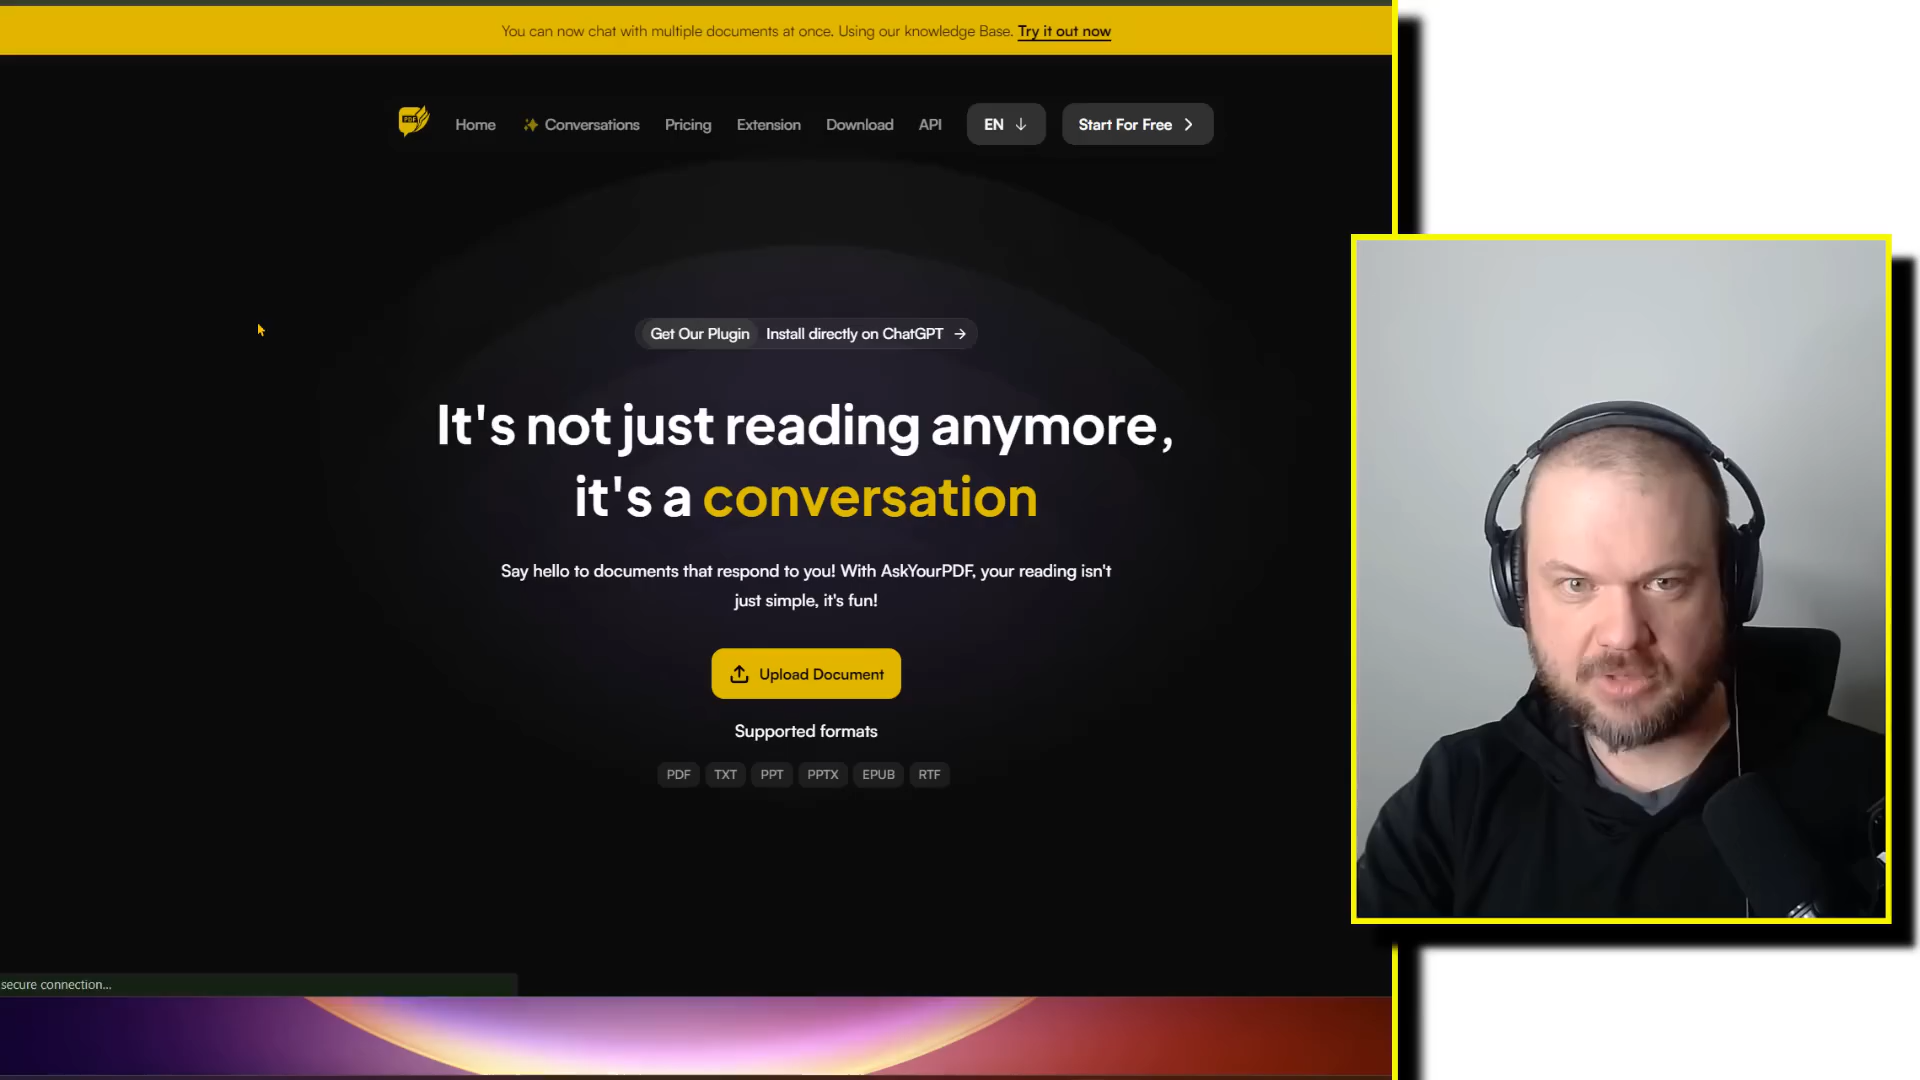 You can now chat with multiple documents at once. Using our knowledge Base. Try it out now
Home
Conversations
Pricing
Extension
Download
API
EN
Start For Free
Get Our Plugin Install directly on ChatGPT
It's not just reading anymore,
it's a conversation
Say hello to documents that respond to you! With AskYourPDF, your reading isn't
just simple, it's fun!
Upload Document
Supported formats
PDF TXT PPT PPTX EPUB RTF
secure connection...